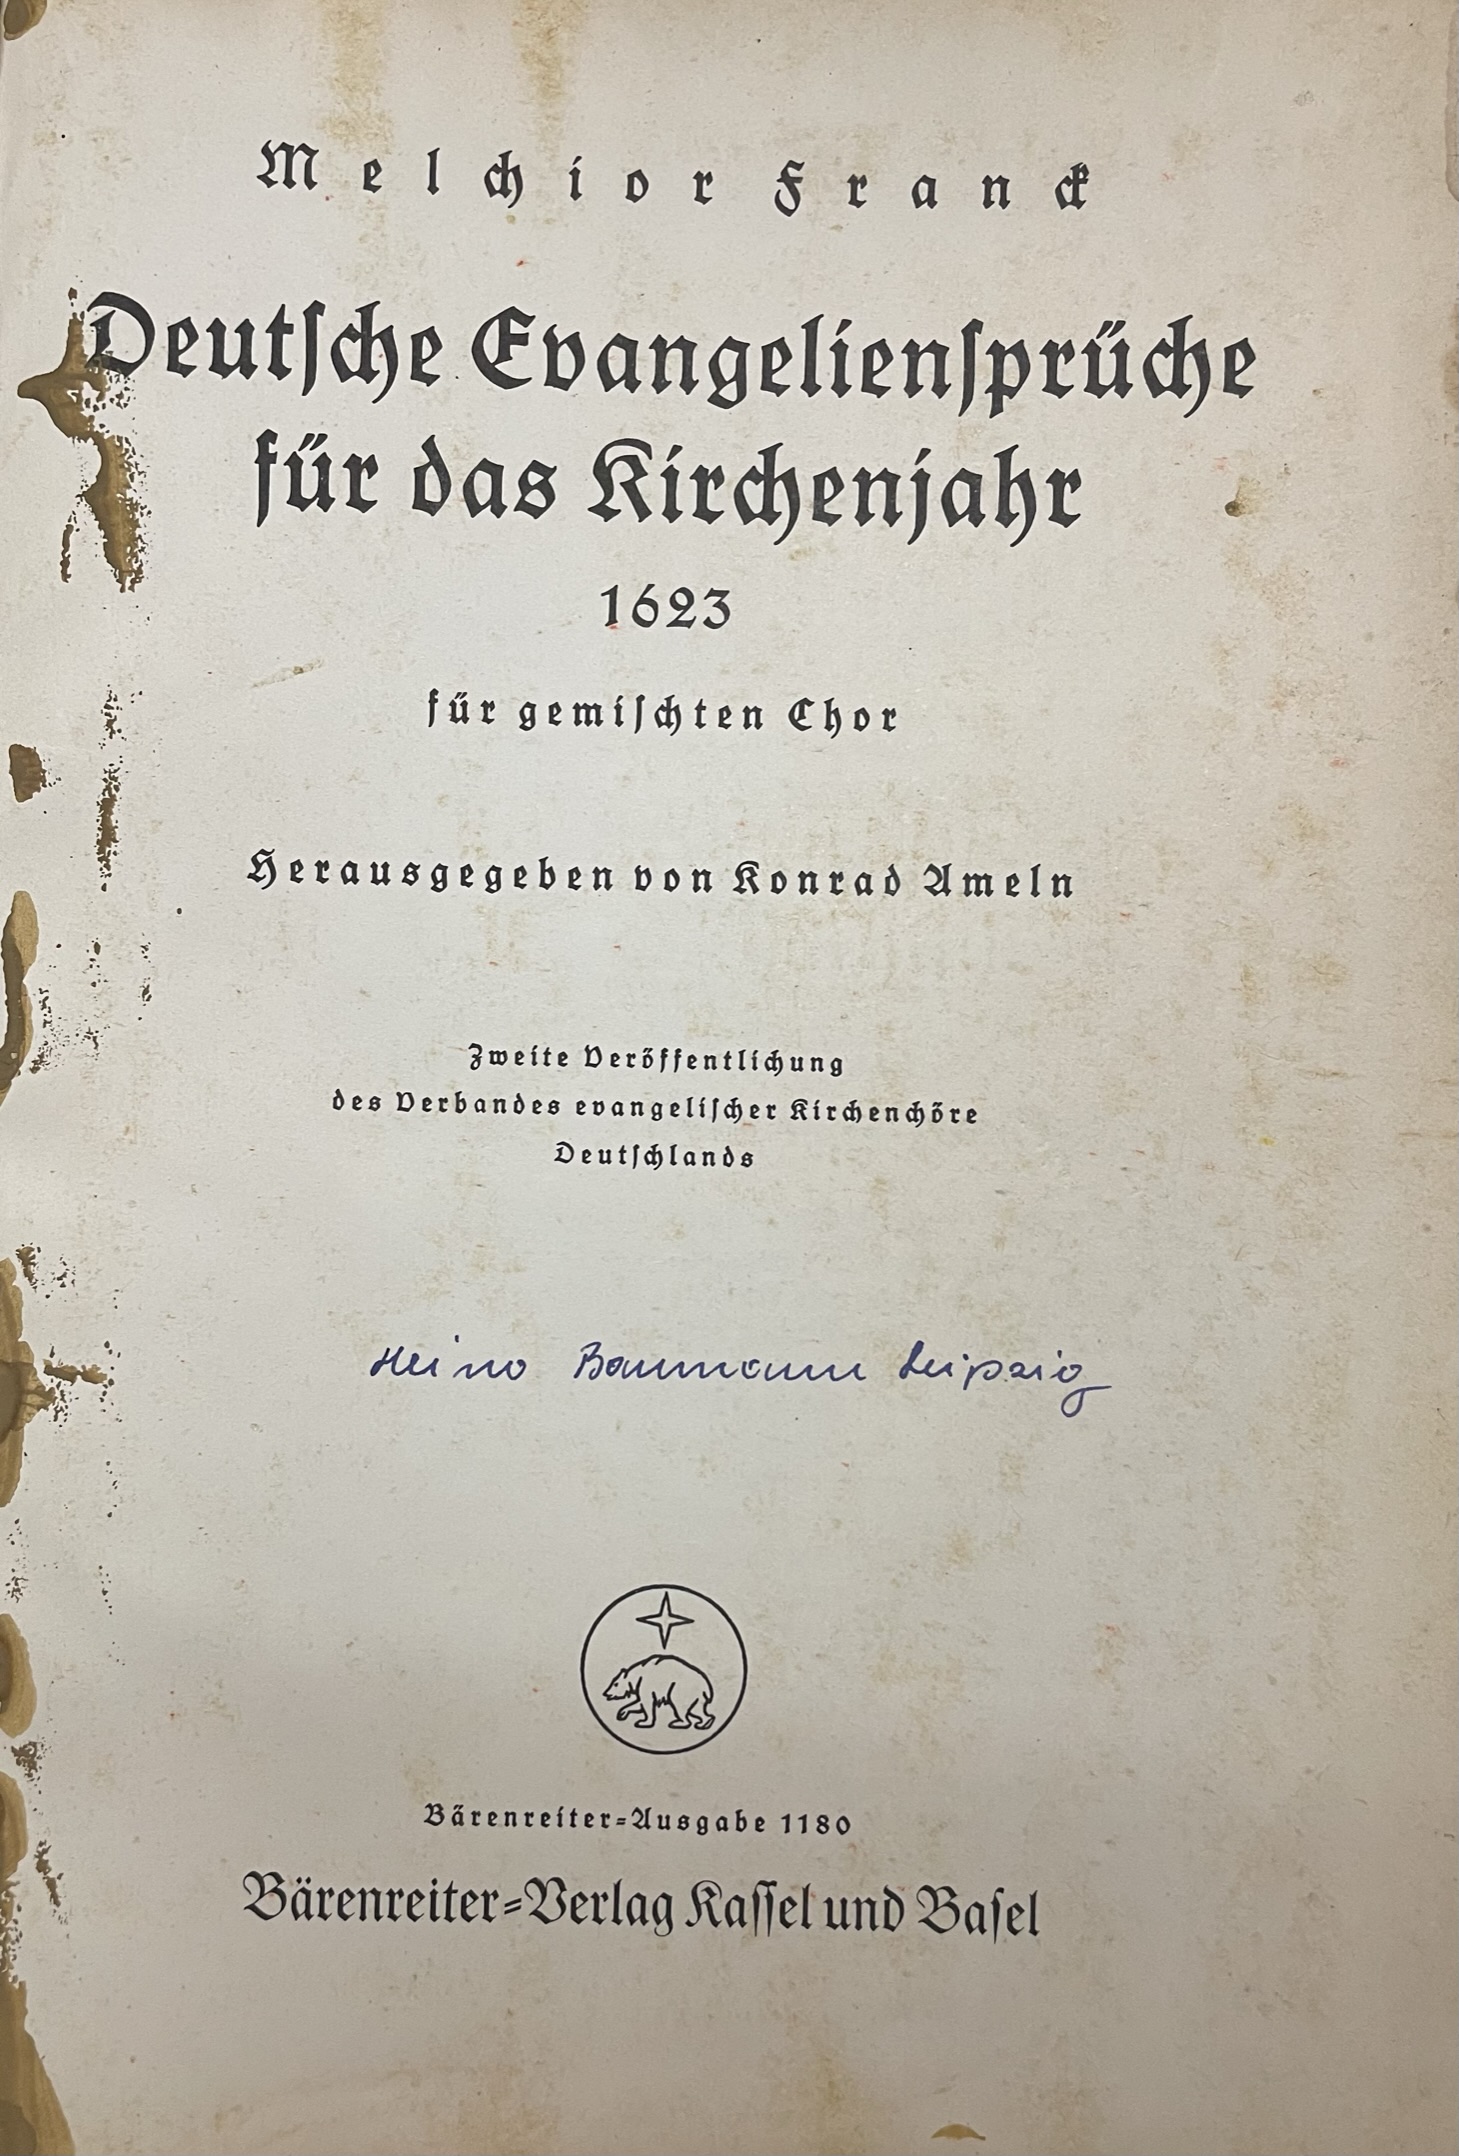 Melchior Franck
Deutſche Evangelienſprüche
für das Kirchenjahr
1623
für gemiſchten Chor
Herausgegeben von Konrad Ameln
Zweite Veröffentlichung
des Verbandes evangeliſcher Kirchenchöre
Deutſchlands
Heino Baumann Leipzig
Bärenreiter=Ausgabe 1180
Bärenreiter=Verlag Kaſſel und Baſel